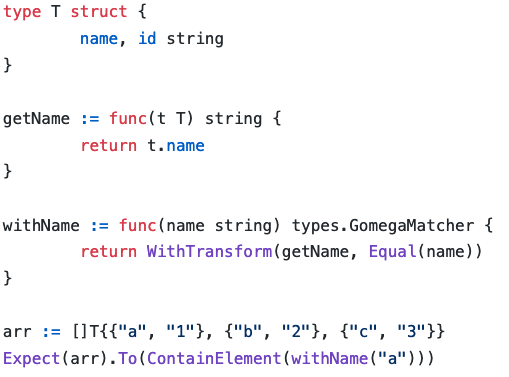 type T struct {
        name, id string
}

getName := func(t T) string {
        return t.name
}

withName := func(name string) types.GomegaMatcher {
        return WithTransform(getName, Equal(name))
}

arr := []T{{"a", "1"}, {"b", "2"}, {"c", "3"}}
Expect(arr).To(ContainElement(withName("a")))